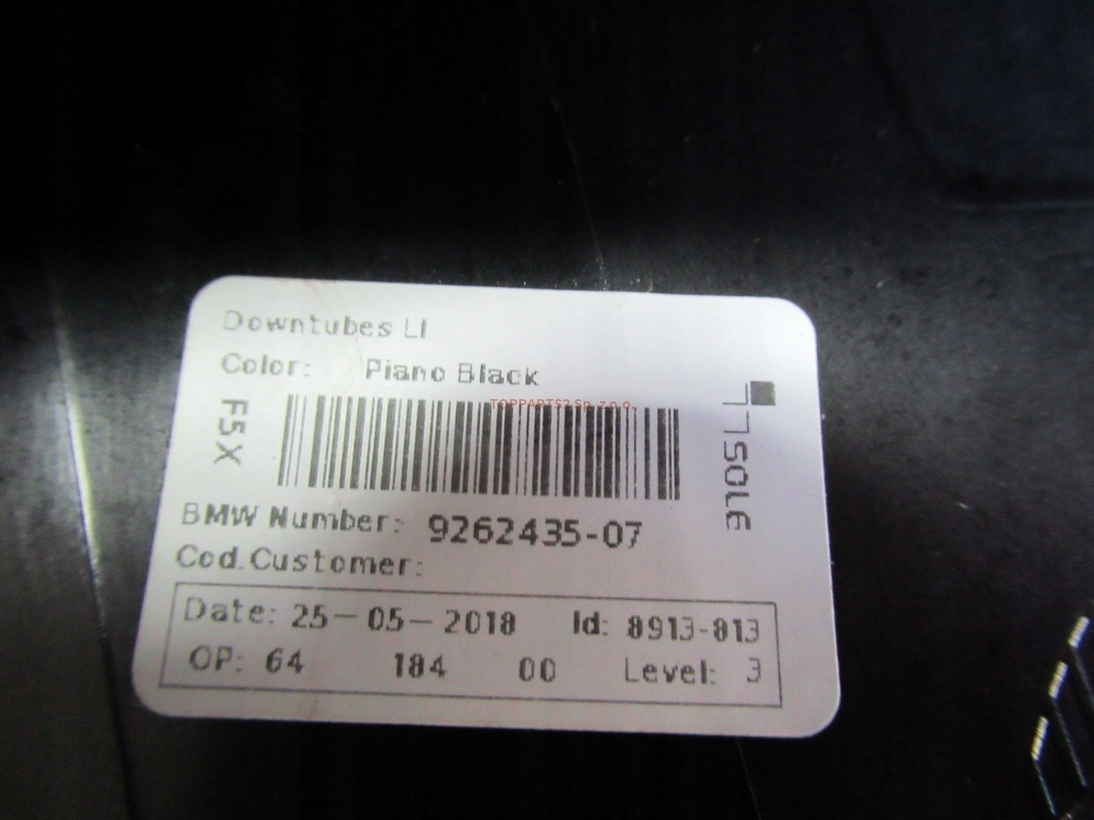 Downtubes LI
Color: Piano Black
F5X
TOPPARTS2 Sp. z o.o.
BMW Number: 9262435-07
Cod.Customer:
Date: 25-05-2018 Id: 8913-813
OP: 64 184 00 Level: 3